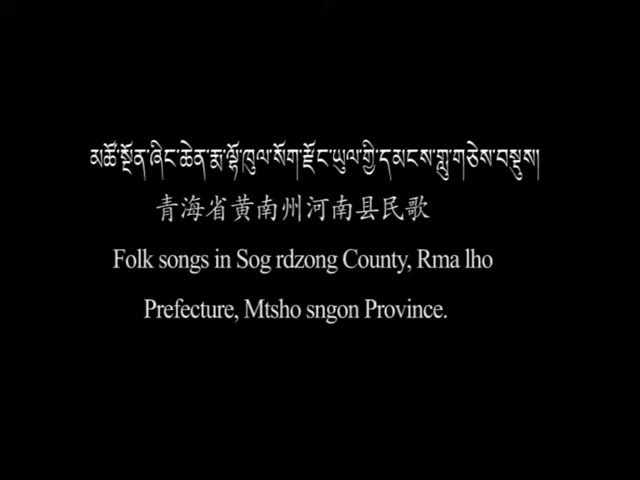 མཚོ་སྔོན་ཞིང་ཆེན་རྨ་ལྷོ་ཁུལ་སོག་རྫོང་ཡུལ་གྱི་དམངས་གླུ་གཅེས་བསྡུས།
青海省黄南州河南县民歌
Folk songs in Sog rdzong County, Rma lho
Prefecture, Mtsho sngon Province.